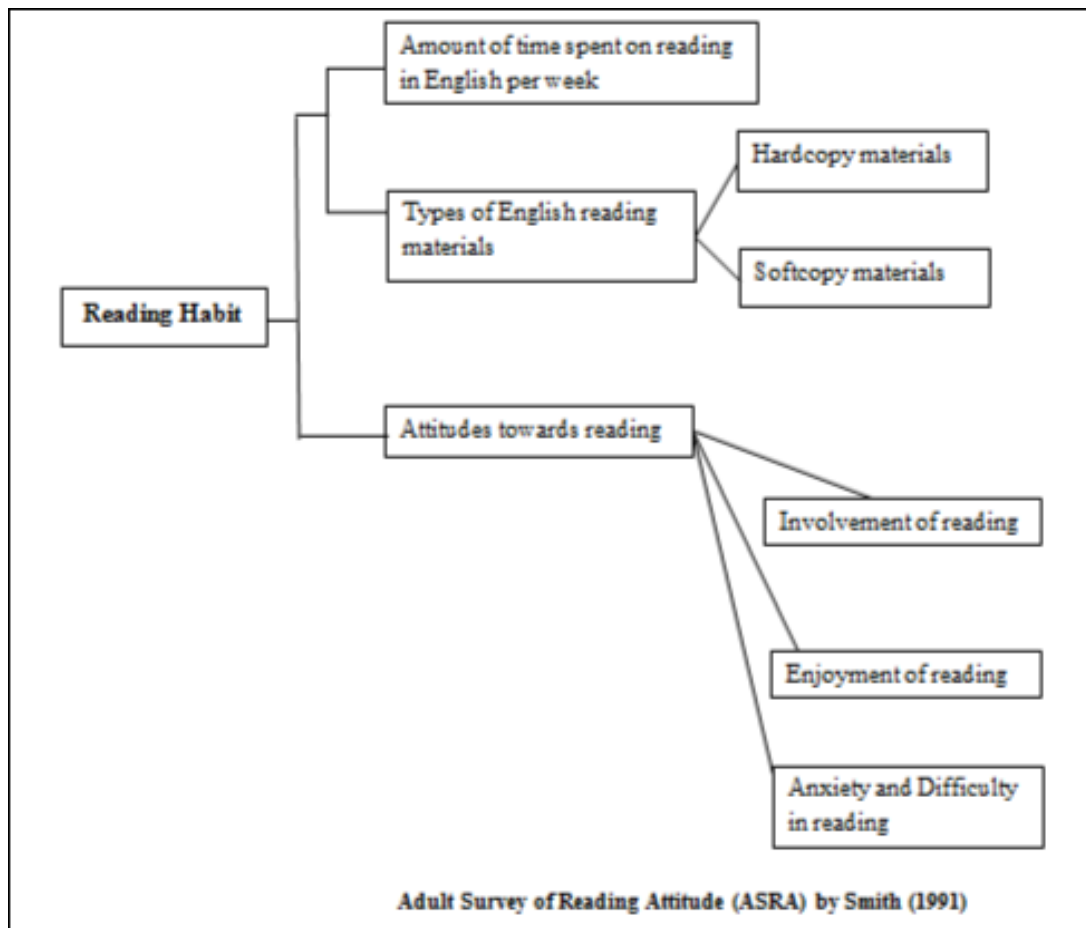 Amount of time spent on reading
in English per week
Hardcopy materials
Types of English reading
materials
Softcopy materials
Reading Habit
Attitudes towards reading
Involvement of reading
Enjoyment of reading
Anxiety and Difficulty
in reading
Adult Survey of Reading Attitude (ASRA) by Smith (1991)